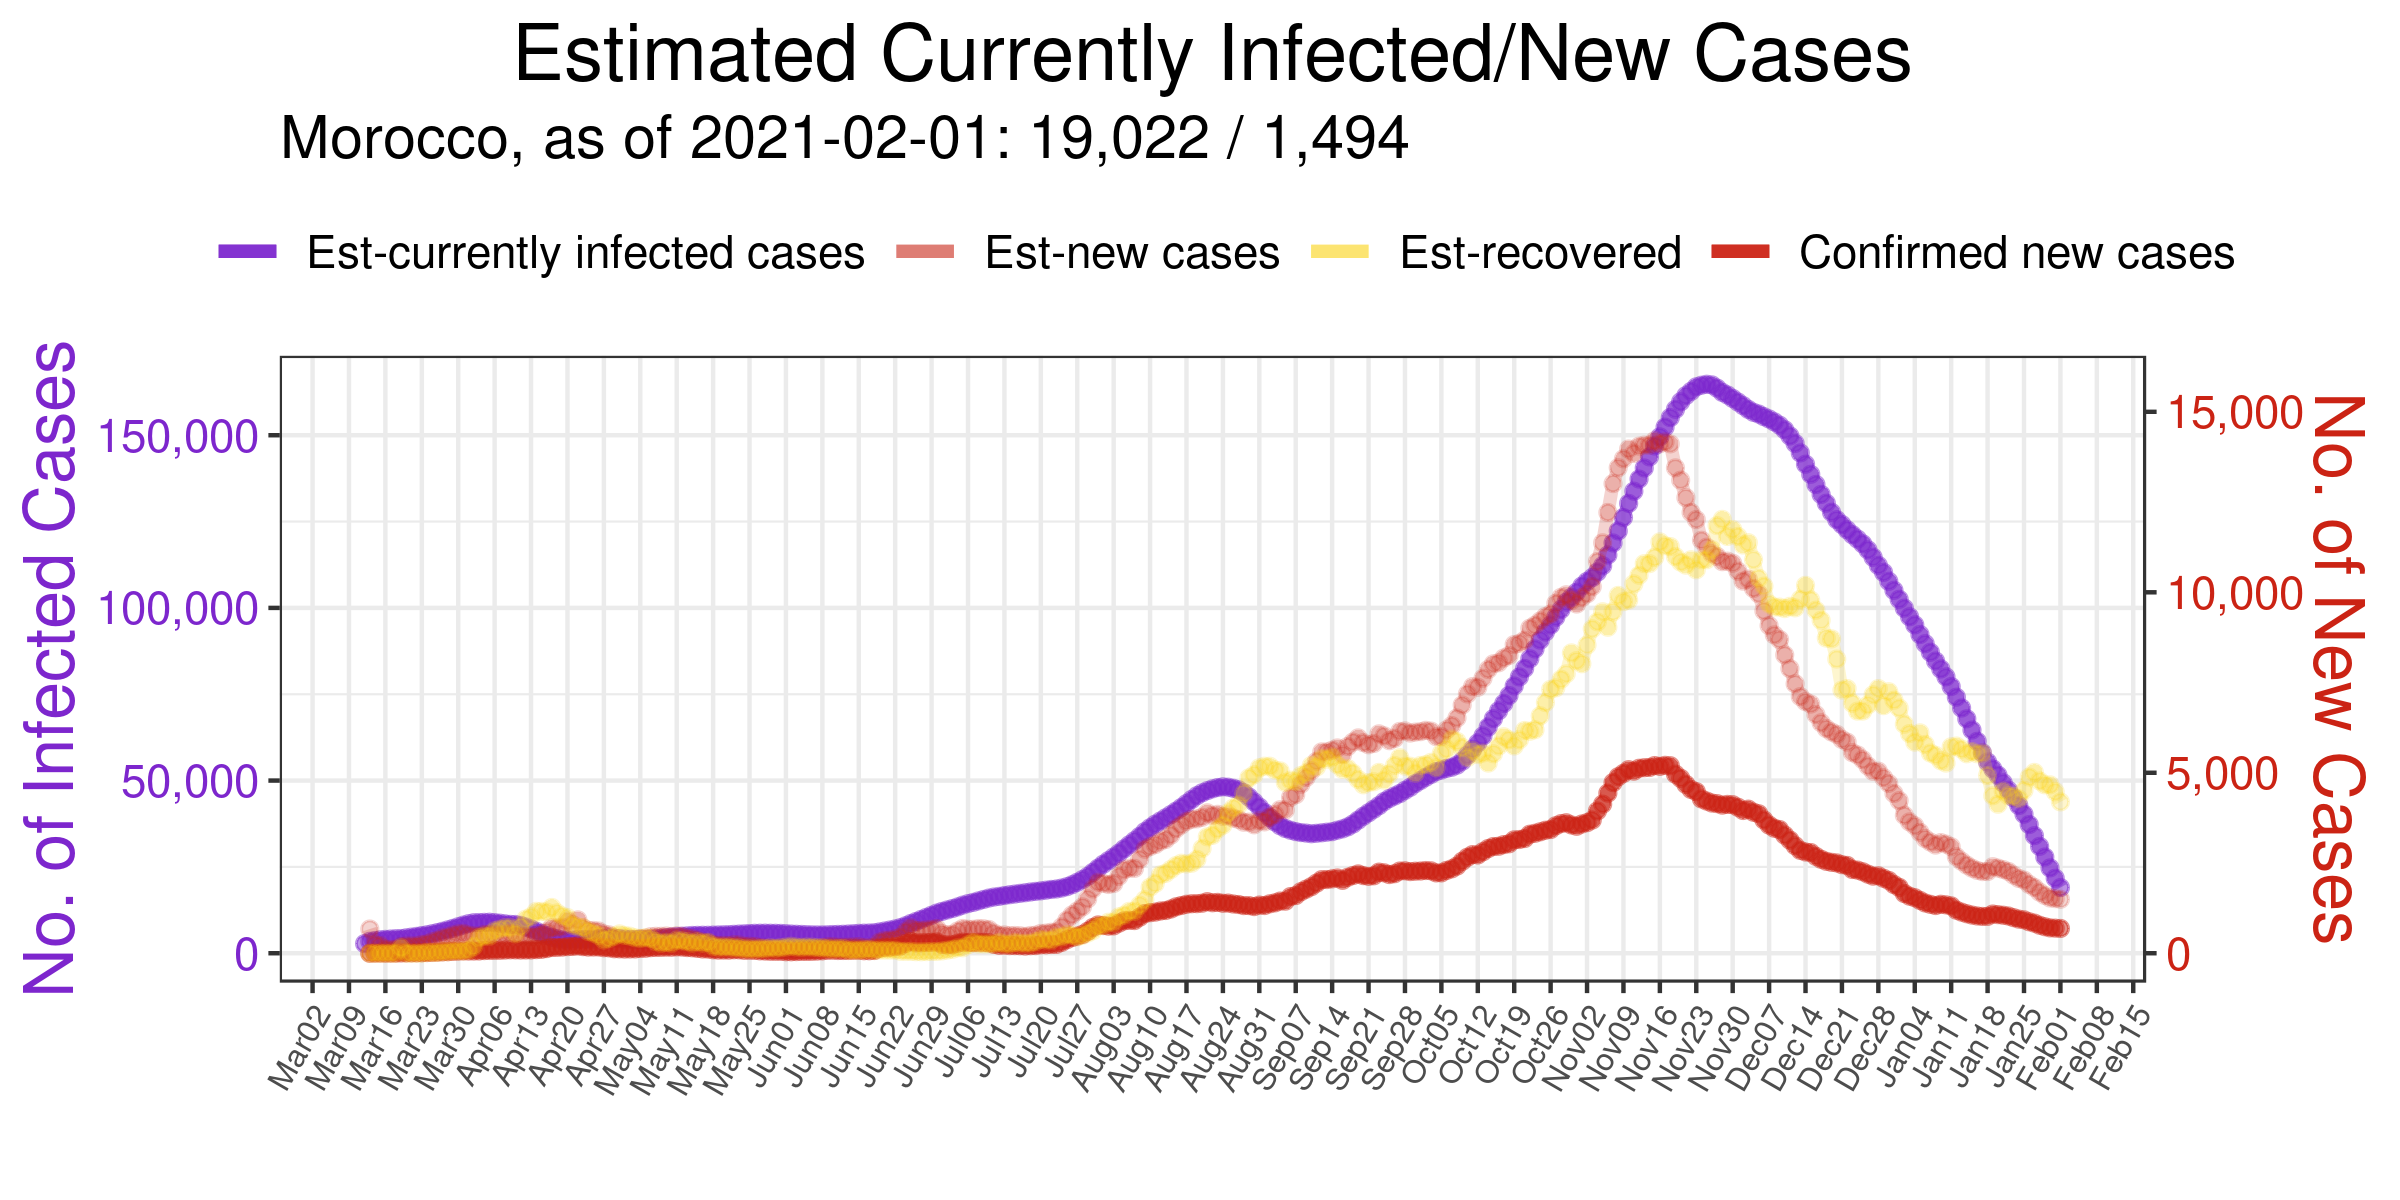 Estimated Currently Infected/New Cases
Morocco, as of 2021-02-01: 19,022 / 1,494
Est-currently infected cases Est-new cases Est-recovered Confirmed new cases
No. of Infected Cases
150,000
100,000
50,000
0
15,000
10,000
5,000
0
No. of New Cases
Mar02 Mar09 Mar16 Mar23 Mar30 Apr06 Apr13 Apr20 Apr27 May04 May11 May18 May25 Jun01 Jun08 Jun15 Jun22 Jun29 Jul06 Jul13 Jul20 Jul27 Aug03 Aug10 Aug17 Aug24 Aug31 Sep07 Sep14 Sep21 Sep28 Oct05 Oct12 Oct19 Oct26 Nov02 Nov09 Nov16 Nov23 Nov30 Dec07 Dec14 Dec21 Dec28 Dec04 Jan11 Jan18 Jan25 Feb01 Feb08 Feb15